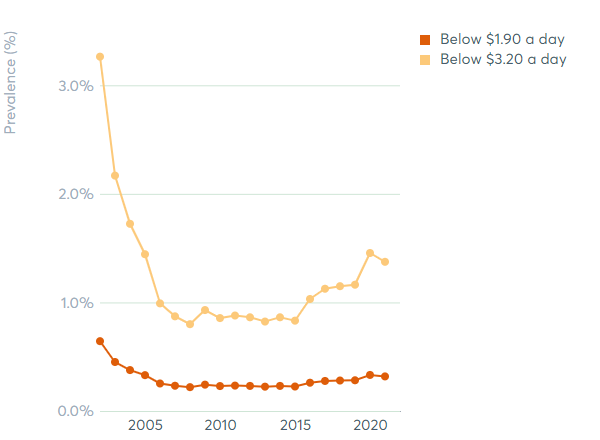 Prevalence (%)
Below $1.90 a day
Below $3.20 a day
3.0%
2.0%
1.0%
0.0%
2005 2010 2015 2020